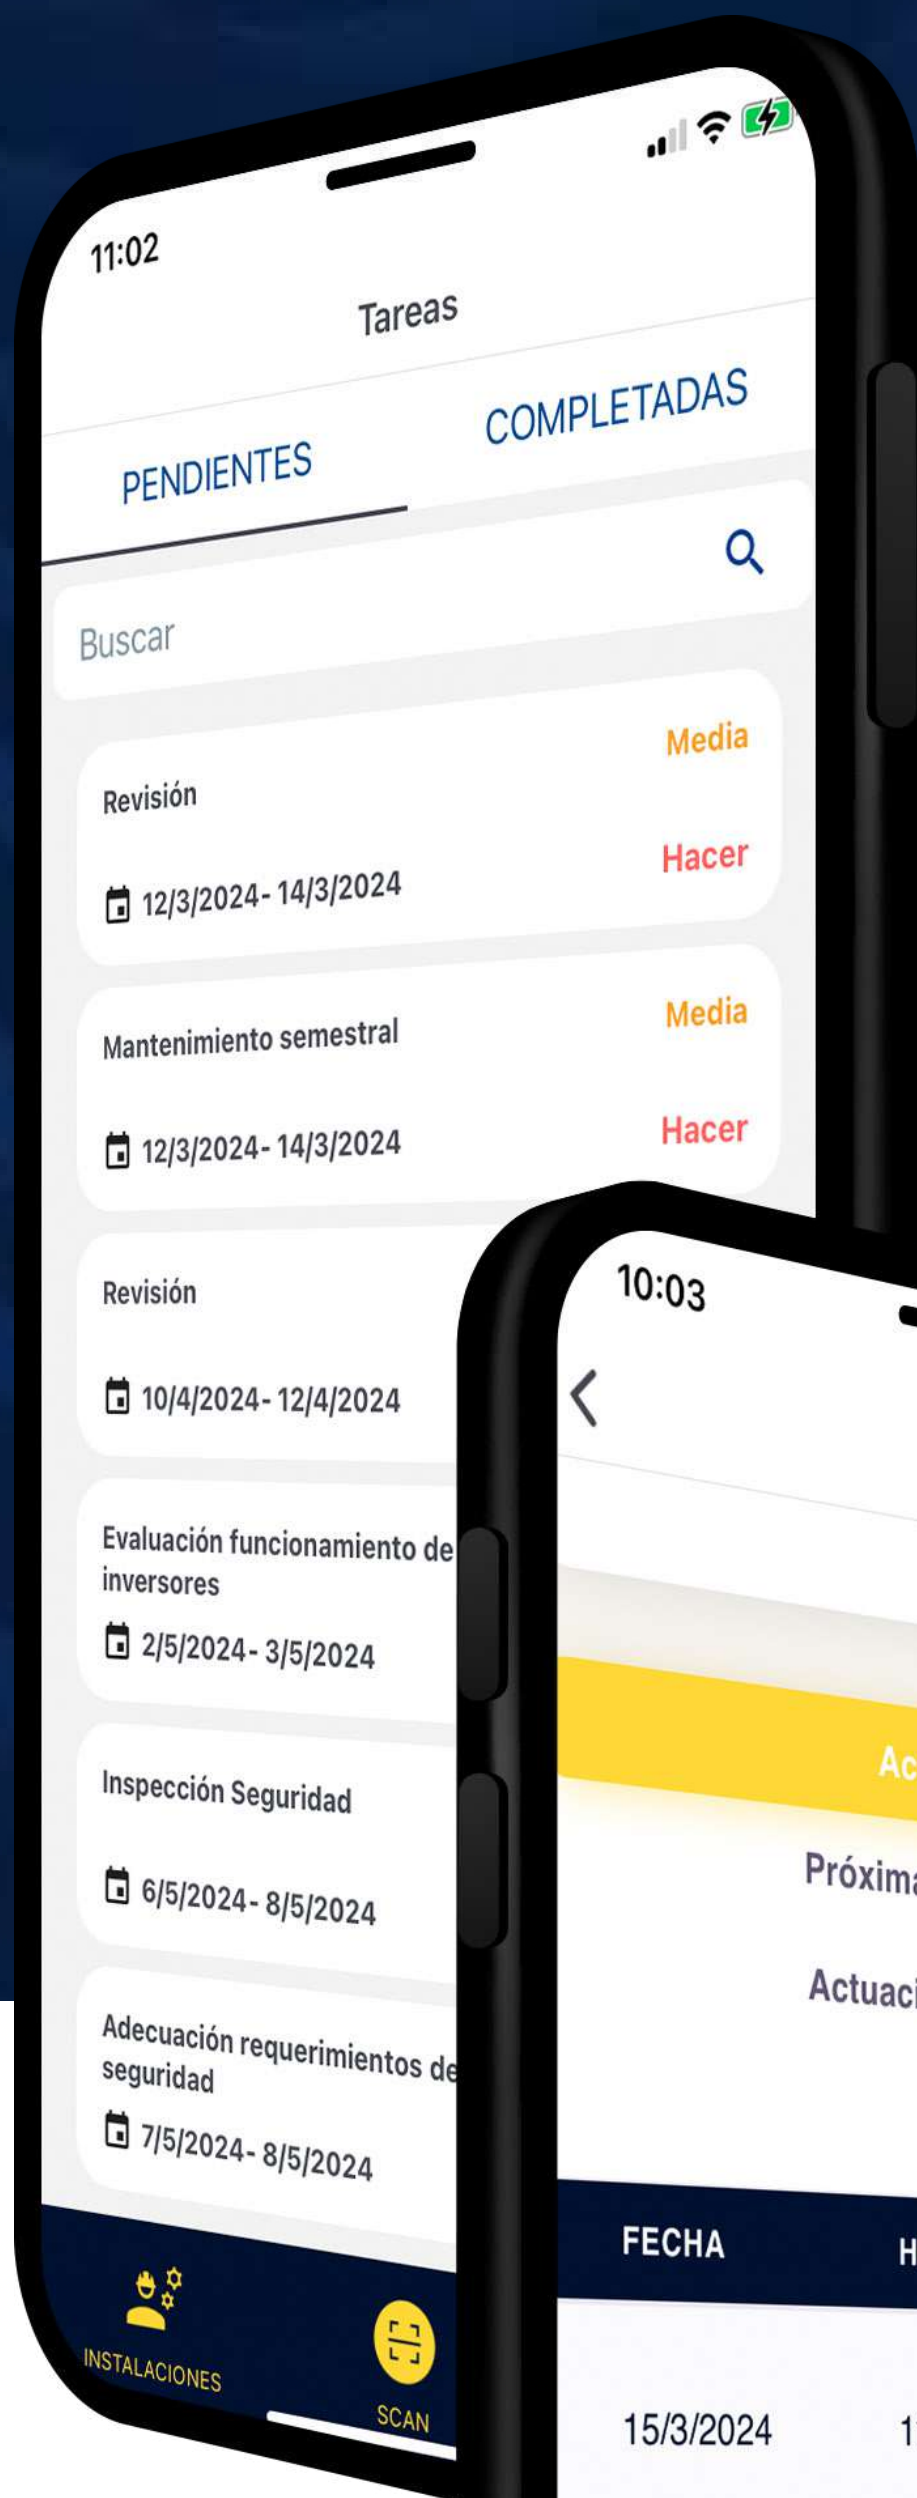 11:02
Tareas
PENDIENTES
COMPLETADAS
Buscar
Revisión
Media
12/3/2024- 14/3/2024
Hacer
Mantenimiento semestral
Media
12/3/2024- 14/3/2024
Hacer
Revisión
10/4/2024- 12/4/2024
Evaluación funcionamiento de
inversores
2/5/2024- 3/5/2024
Inspección Seguridad
6/5/2024- 8/5/2024
Adecuación requerimientos de
seguridad
7/5/2024- 8/5/2024
INSTALACIONES
SCAN
10:03
FECHA
15/3/2024